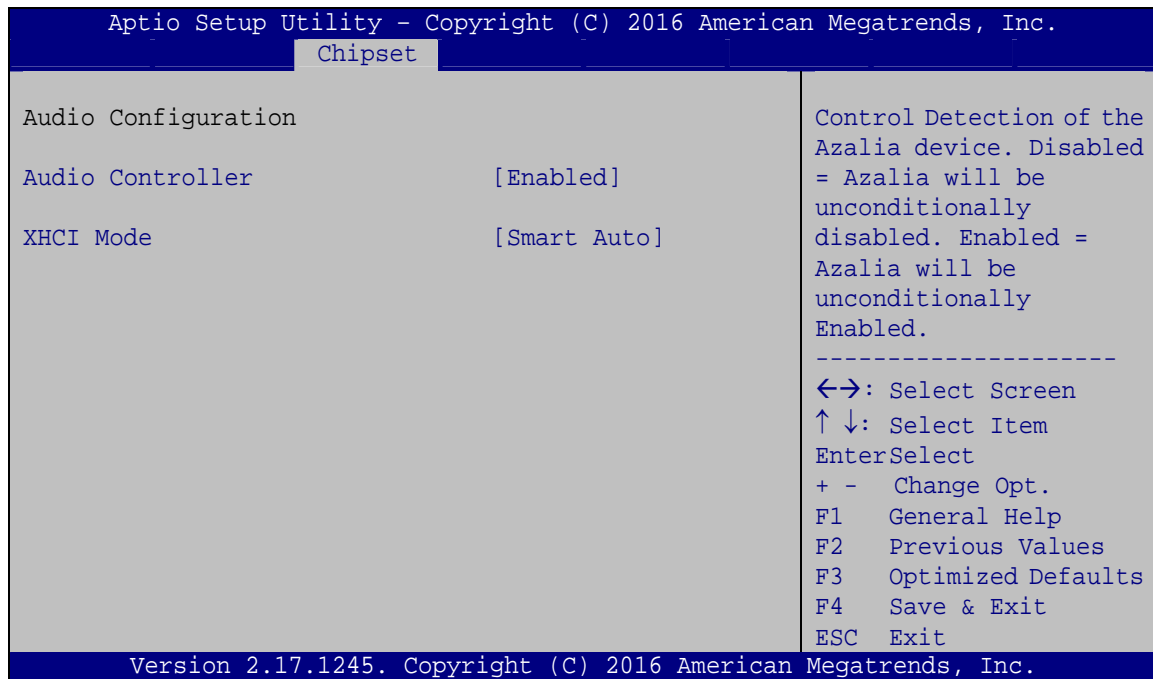 Aptio Setup Utility – Copyright (C) 2016 American Megatrends, Inc.
Chipset
Audio Configuration
Audio Controller [Enabled]
XHCI Mode [Smart Auto]
Control Detection of the
Azalia device. Disabled
= Azalia will be
unconditionally
disabled. Enabled =
Azalia will be
unconditionally
Enabled.
---------------------
←→: Select Screen
↑ ↓: Select Item
EnterSelect
+ - Change Opt.
F1 General Help
F2 Previous Values
F3 Optimized Defaults
F4 Save & Exit
ESC Exit
Version 2.17.1245. Copyright (C) 2016 American Megatrends, Inc.